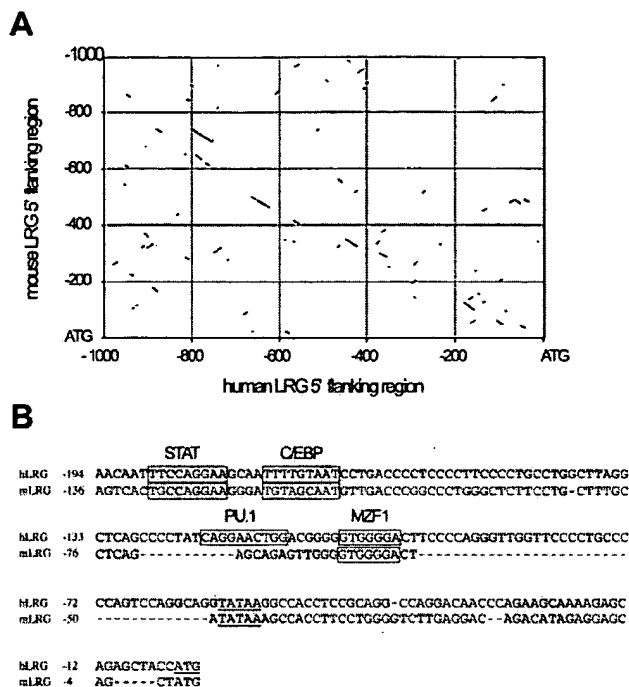 A
-1000
-800
-600
-400
-200
ATG
mouse LRG 5' flanking region
-1000 -800 -600 -400 -200 ATG
human LRG 5' flanking region
B
STAT C/EBP
hLRG -194 AACAATTTCCAGGAAGCAATTTTGTAATCCTGACCCCTCCCCTTCCCCTGCCTGGCTTAGG
mLRG -136 AGTCACTGCCAGGAAGGGATGTAGCAATGTTGACCCGGCCCTGGGCTCTTCCTG-CTTTGC
PU.1 MZF1
hLRG -133 CTCAGCCCCTATCAGGAACTGGACGGGGGTGGGGACTTCCCCAGGGTTGGTTCCCCTGCCC
mLRG -76 CTCAG-----------AGCAGAGTTGGGGTGGGGACT------------------------
hLRG -72 CCAGTCCAGGCAGGTATAAGGCCACCTCCGCAGG-CCAGGACAACCCAGAAGCAAAAGAGC
mLRG -50 --------------ATATAAAGCCACCTTCCTGGGGTCTTGAGGAC--AGACATAGAGGAGC
hLRG -12 AGAGCTACCATG
mLRG -4 AG-----CTATG